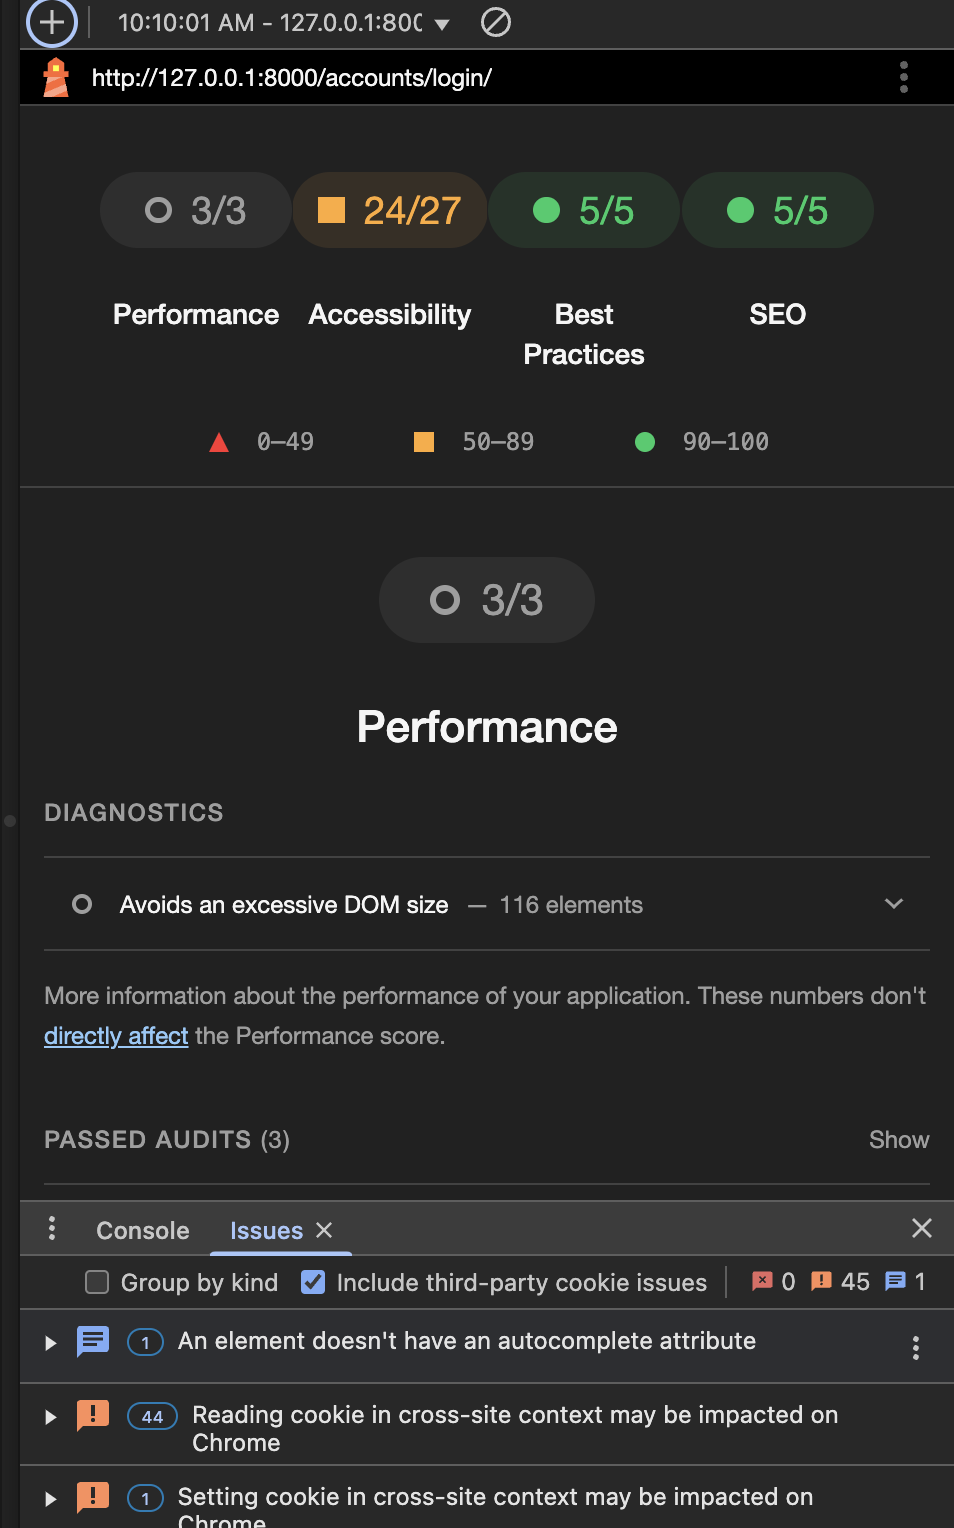 10:10:01 AM - 127.0.0.1:800
http://127.0.0.1:8000/accounts/login/
3/3 24/27 5/5 5/5
Performance Accessibility Best Practices SEO
0–49 50–89 90–100
3/3
Performance
DIAGNOSTICS
Avoids an excessive DOM size — 116 elements
More information about the performance of your application. These numbers don't
directly affect the Performance score.
PASSED AUDITS (3) Show
Console Issues
Group by kind Include third-party cookie issues 0 45 1
1 An element doesn't have an autocomplete attribute
44 Reading cookie in cross-site context may be impacted on
Chrome
1 Setting cookie in cross-site context may be impacted on
Chrome